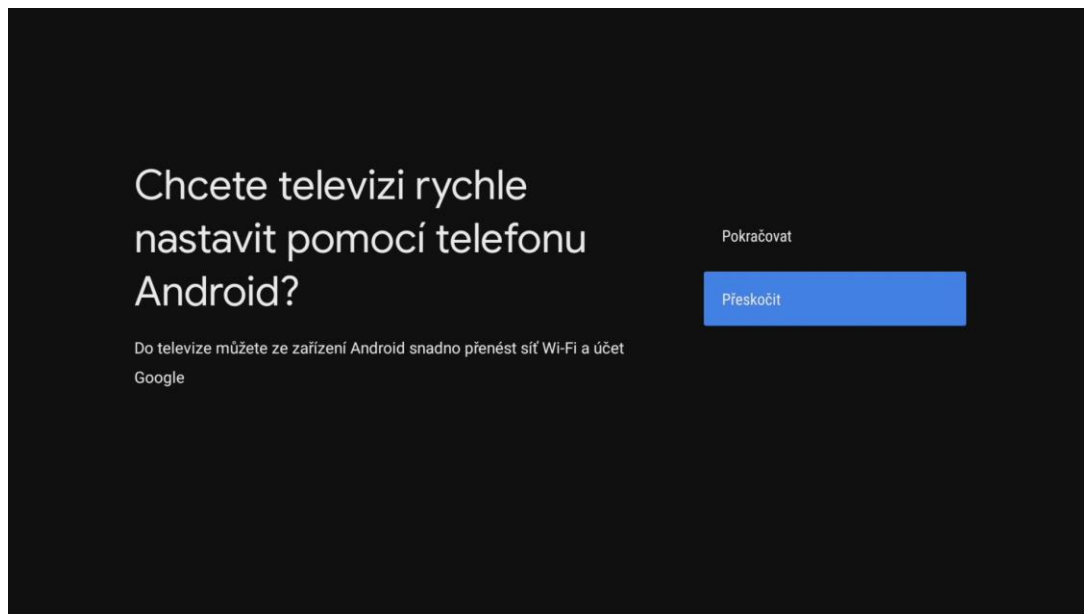 Chcete televizi rychle
nastavit pomocí telefonu
Android?
Do televize můžete ze zařízení Android snadno přenést síť Wi-Fi a účet
Google
Pokračovat
Přeskočit